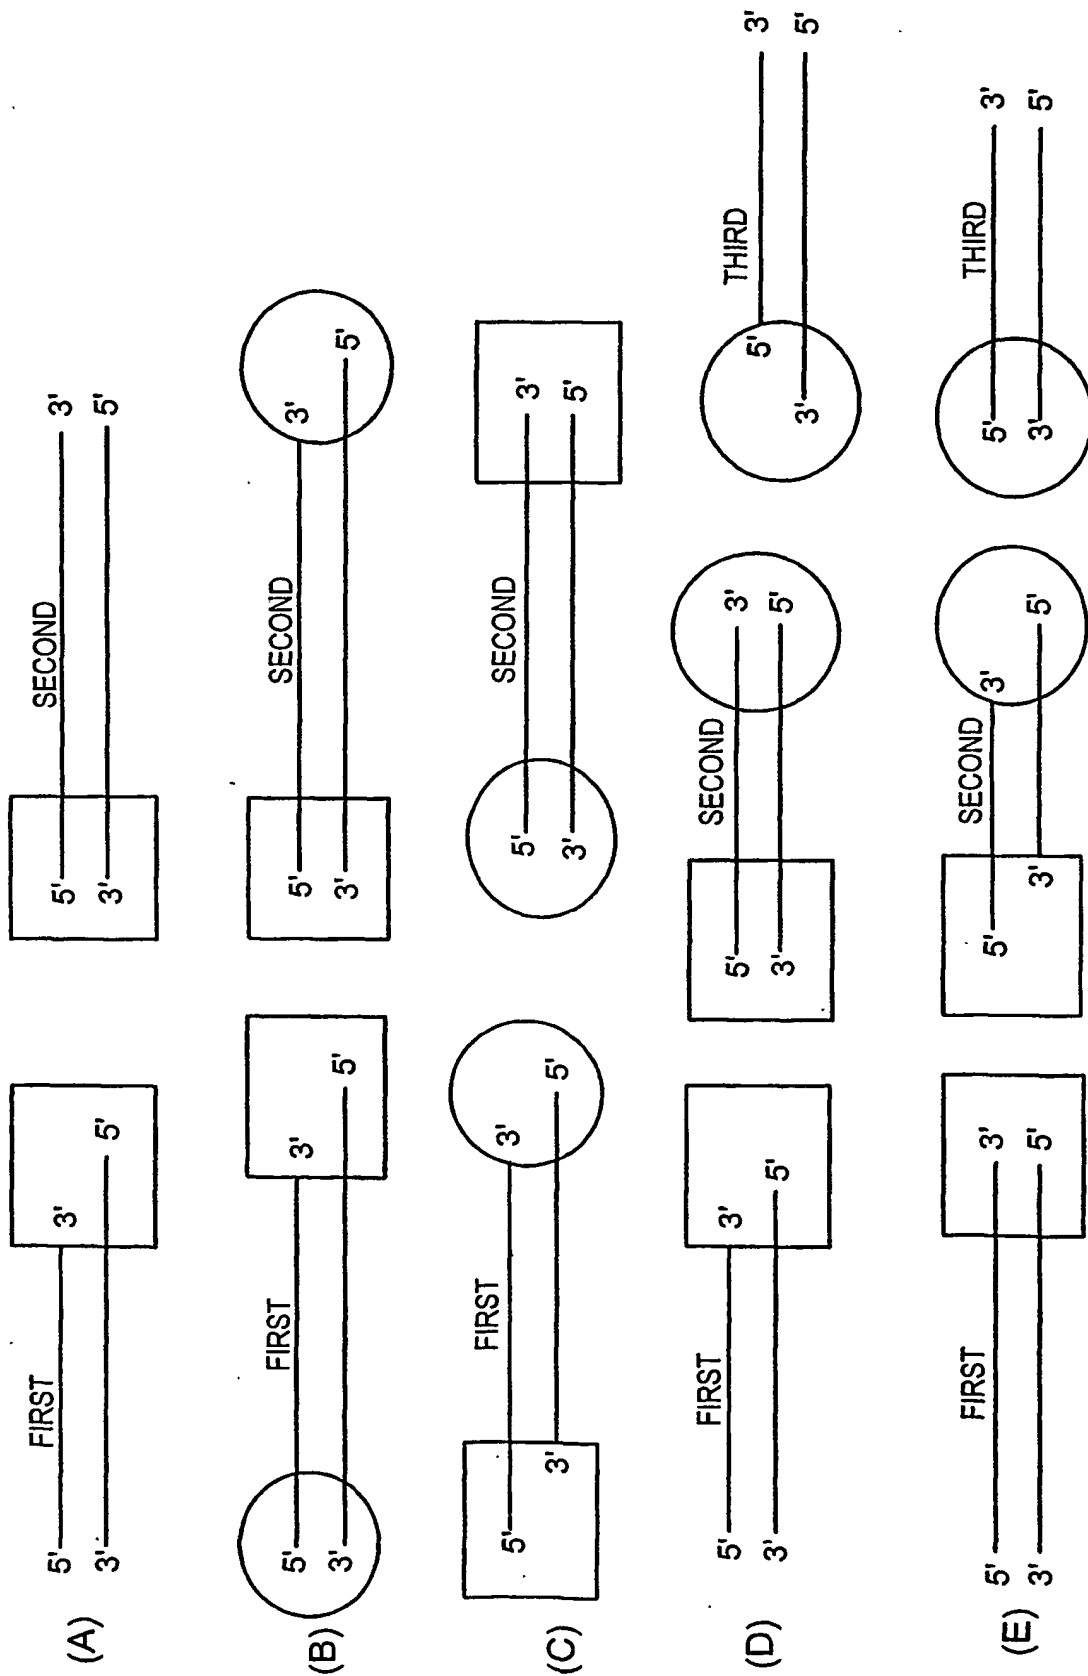 FIRST SECOND
5' 3' 5' 3'
(A)
3' 5' 3' 5'
FIRST SECOND
5' 3' 5' 3'
(B)
3' 5' 3' 5'
FIRST SECOND
5' 3' 5' 3'
(C)
3' 5' 3' 5'
FIRST SECOND THIRD
5' 3' 5' 3' 5' 3'
(D)
3' 5' 3' 5' 3' 5'
FIRST SECOND THIRD
5' 3' 5' 3' 5' 3'
(E)
3' 5' 3' 5' 3' 5'